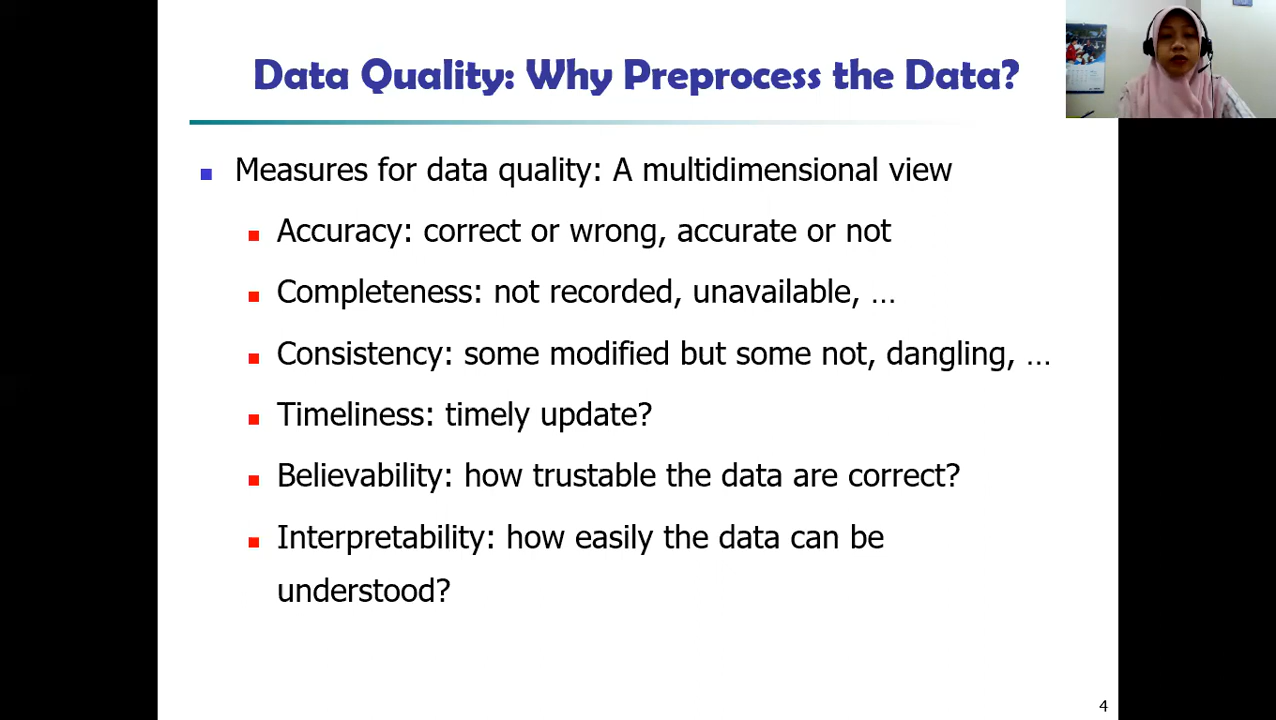 Data Quality: Why Preprocess the Data?
Measures for data quality: A multidimensional view
Accuracy: correct or wrong, accurate or not
Completeness: not recorded, unavailable, …
Consistency: some modified but some not, dangling, …
Timeliness: timely update?
Believability: how trustable the data are correct?
Interpretability: how easily the data can be
understood?
4